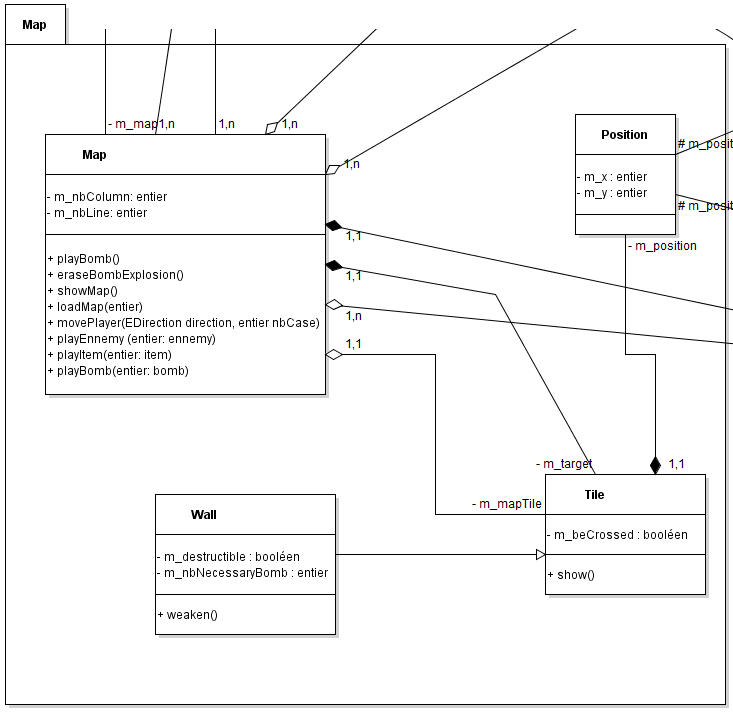 Map
- m_map1,n
1,n
1,n
Map
1,n
- m_nbColumn: entier
- m_nbLine: entier
1,1
+ playBomb()
+ eraseBombExplosion()
+ showMap()
+ loadMap(entier)
+ movePlayer(EDirection direction, entier nbCase)
+ playEnnemy (entier: ennemy)
+ playItem(entier: item)
+ playBomb(entier: bomb)
1,1
1,n
1,1
Position
- m_x : entier
- m_y : entier
# m_posit
# m_posit
- m_position
- m_target
1,1
- m_mapTile
Tile
- m_beCrossed : booléen
+ show()
Wall
- m_destructible : booléen
- m_nbNecessaryBomb : entier
+ weaken()